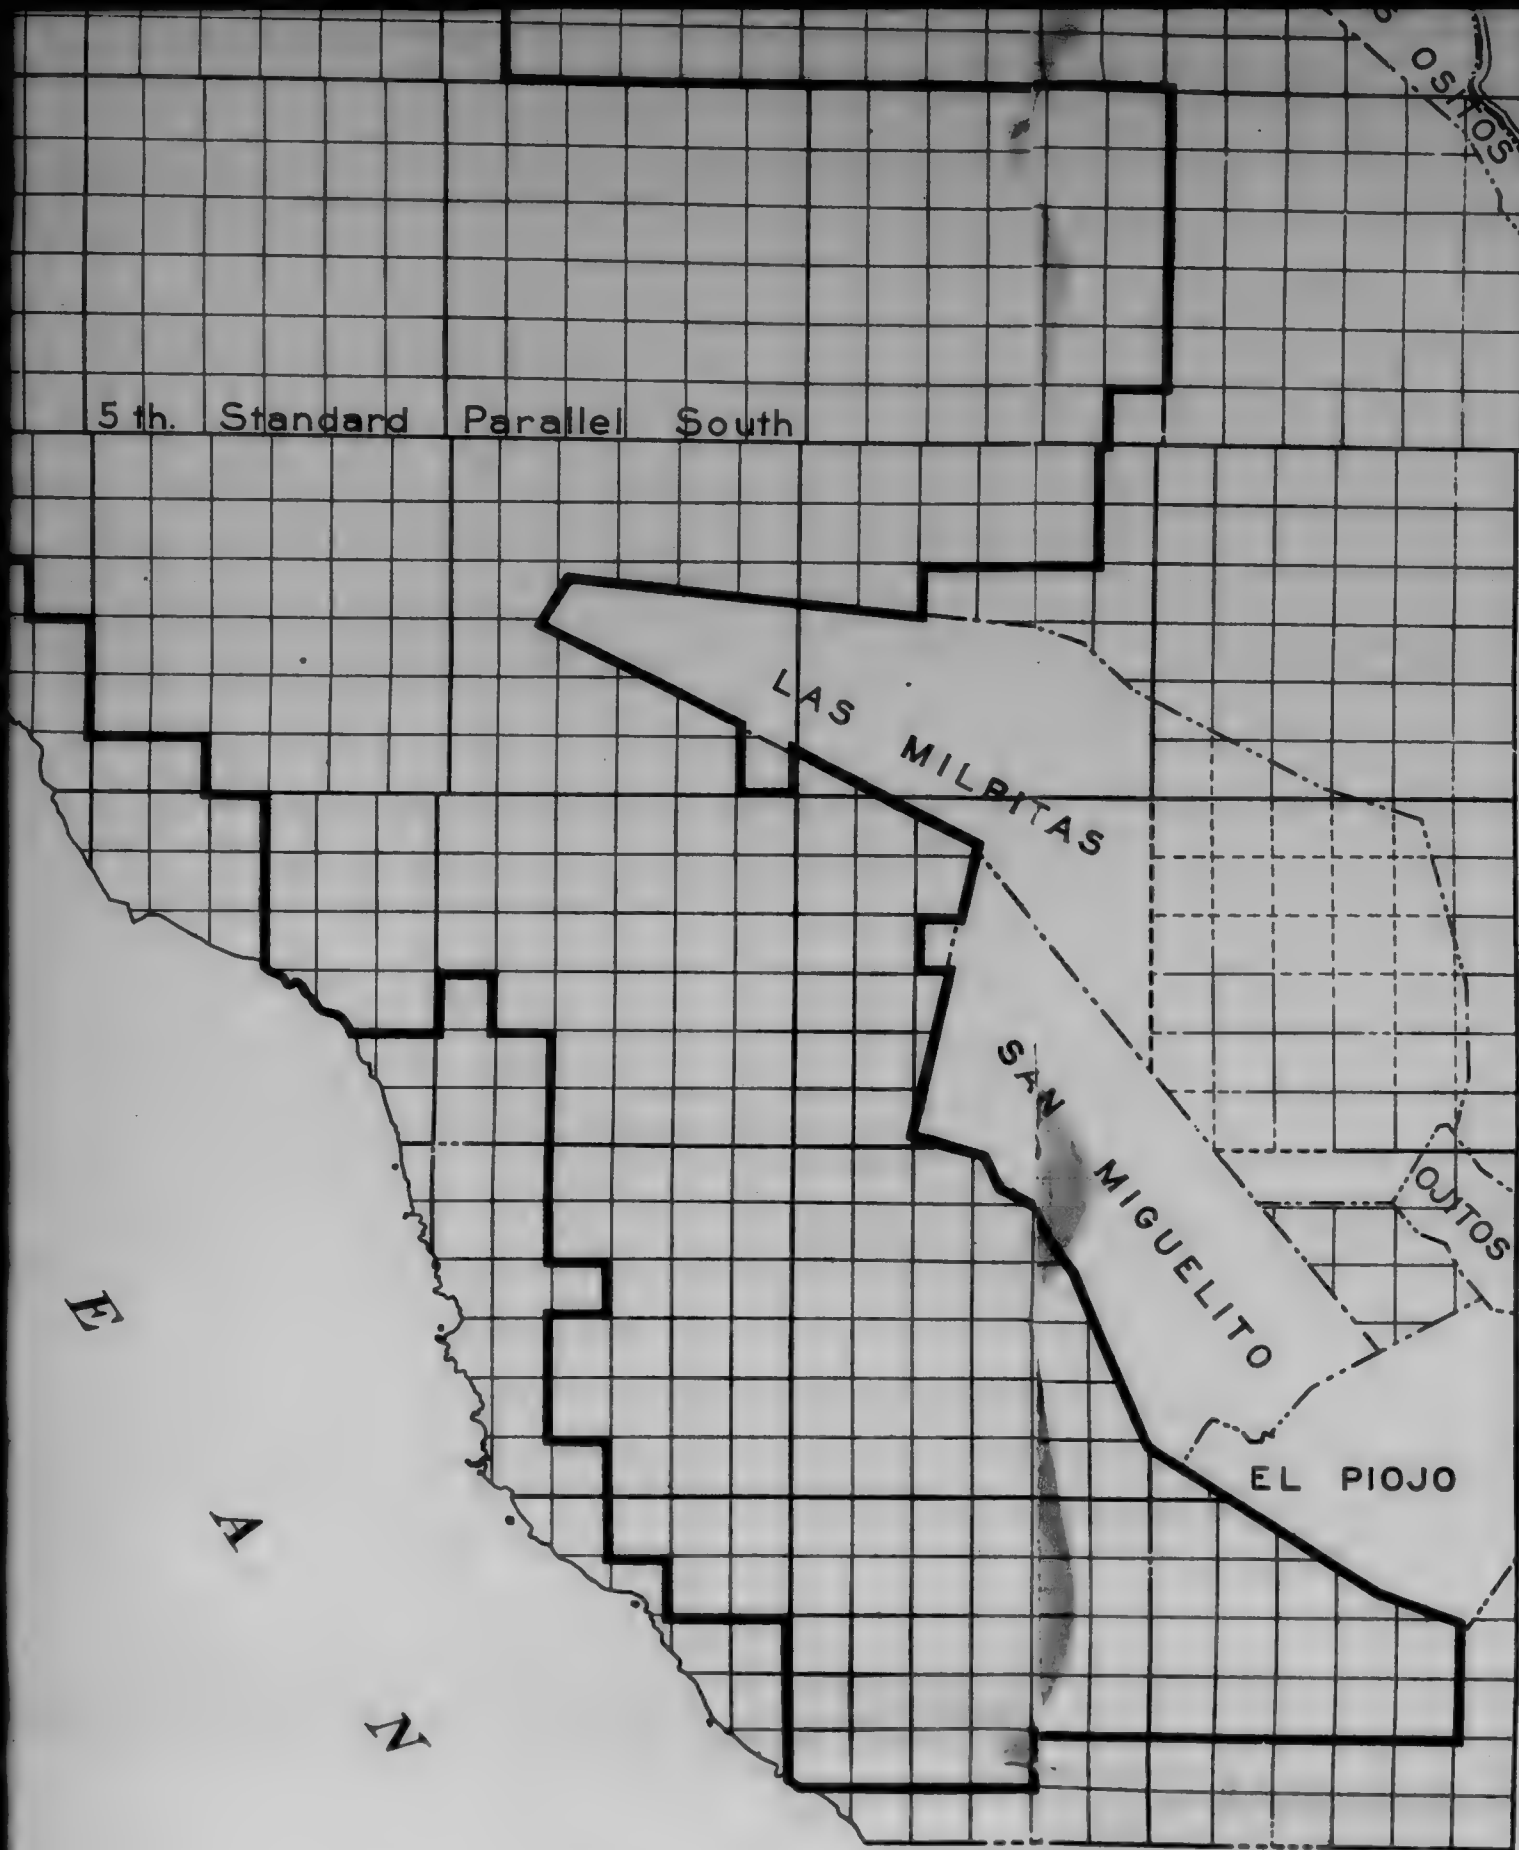 OSITOS
5 th. Standard Parallel South
LAS MILPITAS
SAN MIGUELITO
OJITOS
EL PIOJO
E
A
N